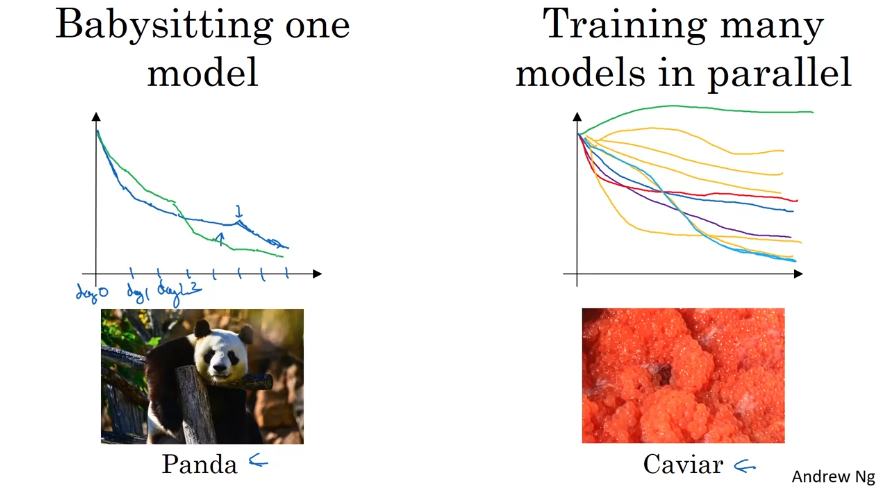 Babysitting one
model
Training many
models in parallel
day 0
day 1
day 2
3
Panda
Caviar
Andrew Ng